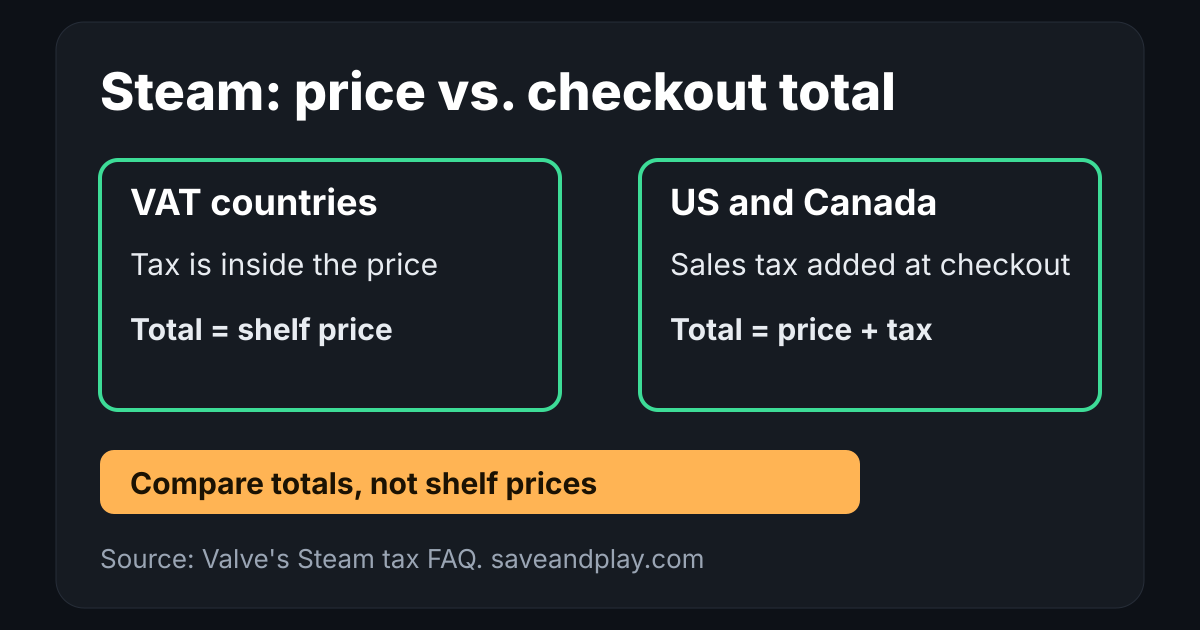 Steam: price vs. checkout total
VAT countries
Tax is inside the price
Total = shelf price
US and Canada
Sales tax added at checkout
Total = price + tax
Compare totals, not shelf prices
Source: Valve's Steam tax FAQ. saveandplay.com